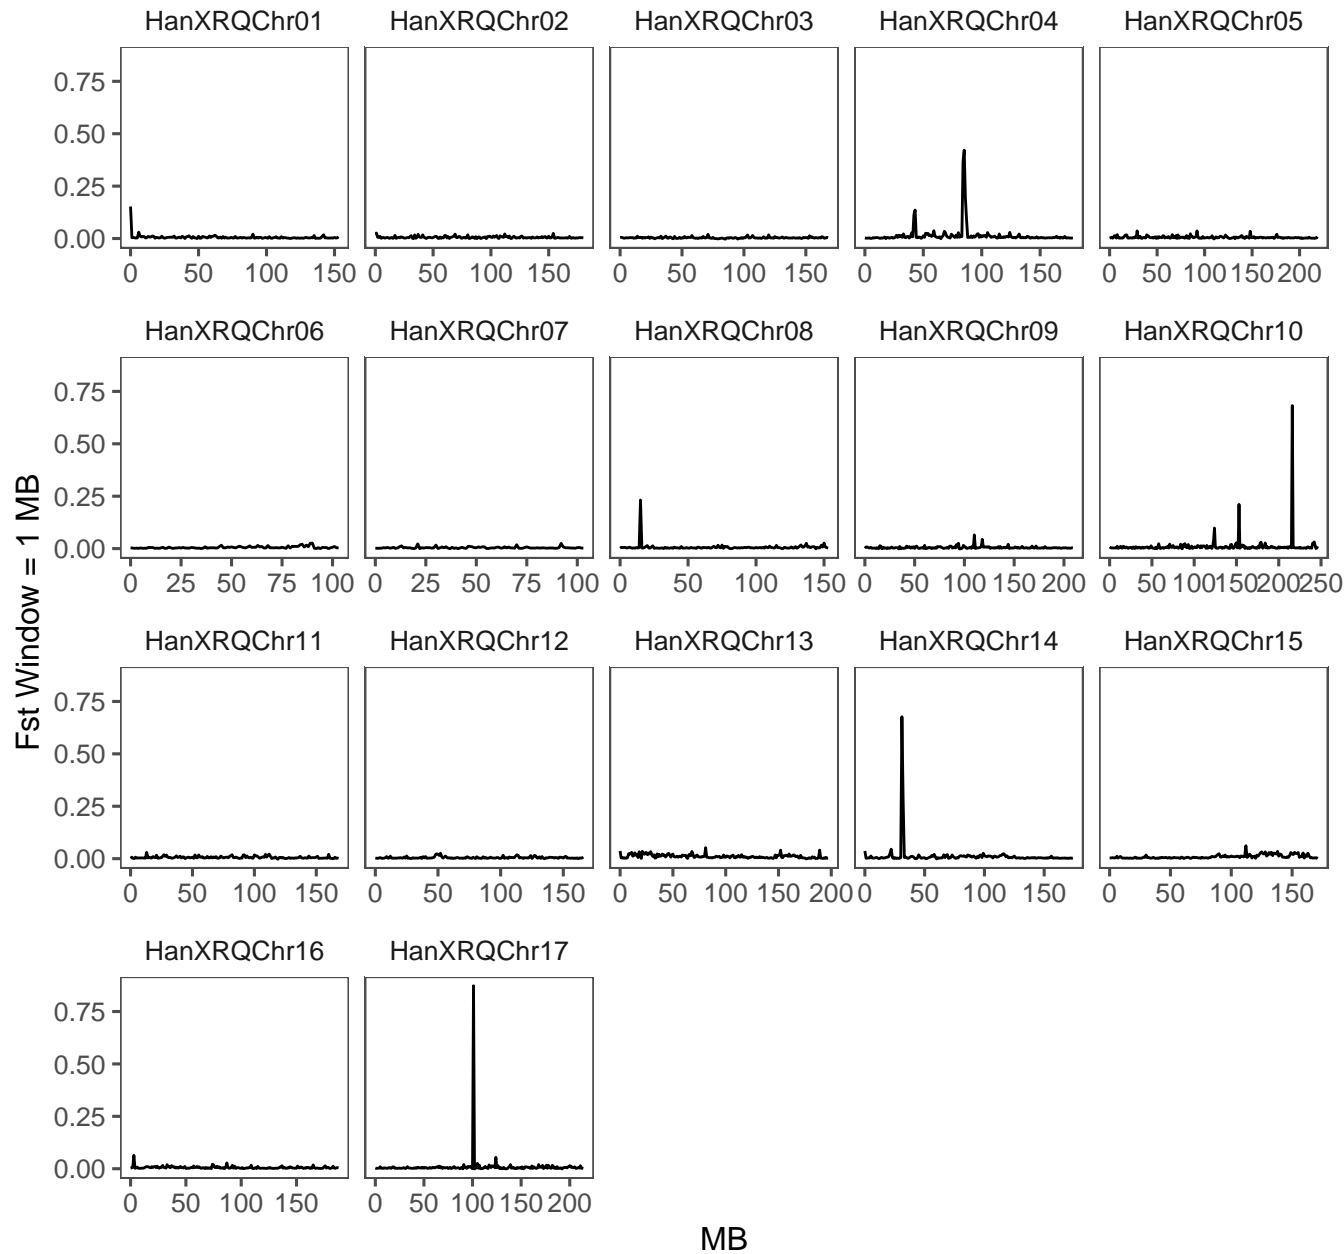 HanXRQChr01 HanXRQChr02 HanXRQChr03 HanXRQChr04 HanXRQChr05
0.75
0.50
0.25
0.00
0 50 100 150 0 50 100 150 0 50 100 150 0 50 100 150 0 50 100 150 200
HanXRQChr06 HanXRQChr07 HanXRQChr08 HanXRQChr09 HanXRQChr10
0.75
0.50
0.25
0.00
0 25 50 75 100 0 25 50 75 100 0 50 100 150 0 50 100 150 200 0 50 100 150 200 250
Fst Window = 1 MB
HanXRQChr11 HanXRQChr12 HanXRQChr13 HanXRQChr14 HanXRQChr15
0.75
0.50
0.25
0.00
0 50 100 150 0 50 100 150 0 50 100 150 200 0 50 100 150 0 50 100 150
HanXRQChr16 HanXRQChr17
0.75
0.50
0.25
0.00
0 50 100 150 0 50 100 150 200
MB